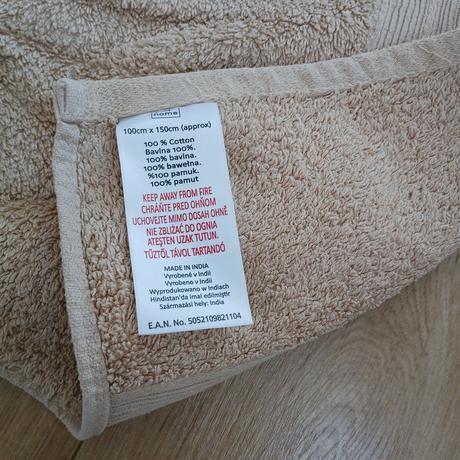 home
100cm x 150cm (approx)
100 % Cotton
Bavlna 100%.
100% bavlna.
100% bawełna.
%100 pamuk.
100% pamut
KEEP AWAY FROM FIRE
CHRÁŇTE PRED OHŇOM
UCHOVEJTE MIMO DOSAH OHNĚ
NIE ZBLIŻAĆ DO OGNIA
ATEŞTEN UZAK TUTUN.
TŰZTŐL TÁVOL TARTANDÓ
MADE IN INDIA
Vyrobené v Indii
Vyrobeno v Indii
Wyprodukowano w Indiach
Hindistan'da imal edilmiştir
Származási hely: India
E.A.N. No. 5052109821104